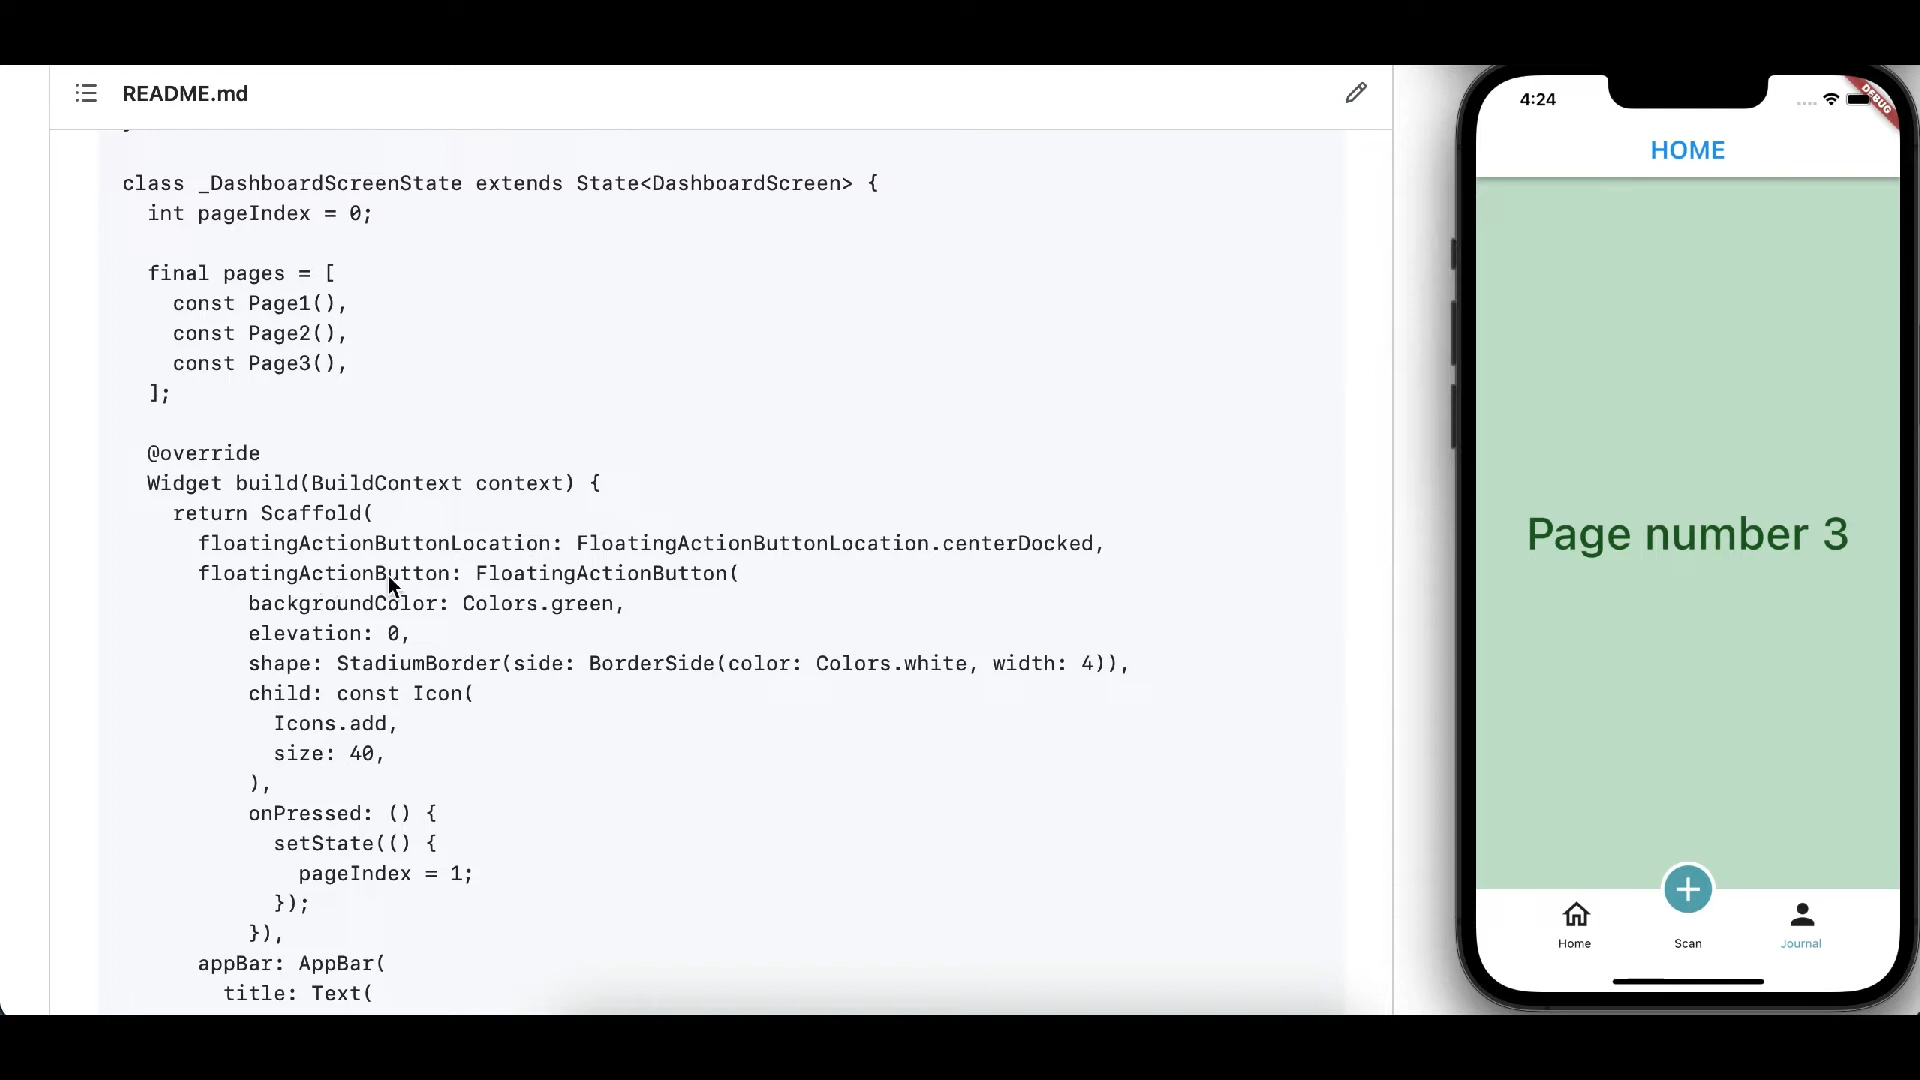 README.md
class _DashboardScreenState extends State<DashboardScreen> {
int pageIndex = 0;
final pages = [
const Page1(),
const Page2(),
const Page3(),
];
@override
Widget build(BuildContext context) {
return Scaffold(
floatingActionButtonLocation: FloatingActionButtonLocation.centerDocked,
floatingActionButton: FloatingActionButton(
backgroundColor: Colors.green,
elevation: 0,
shape: StadiumBorder(side: BorderSide(color: Colors.white, width: 4)),
child: const Icon(
Icons.add,
size: 40,
),
onPressed: () {
setState(() {
pageIndex = 1;
});
}),
appBar: AppBar(
title: Text(
4:24
DEBUG
HOME
Page number 3
Home
Scan
Journal